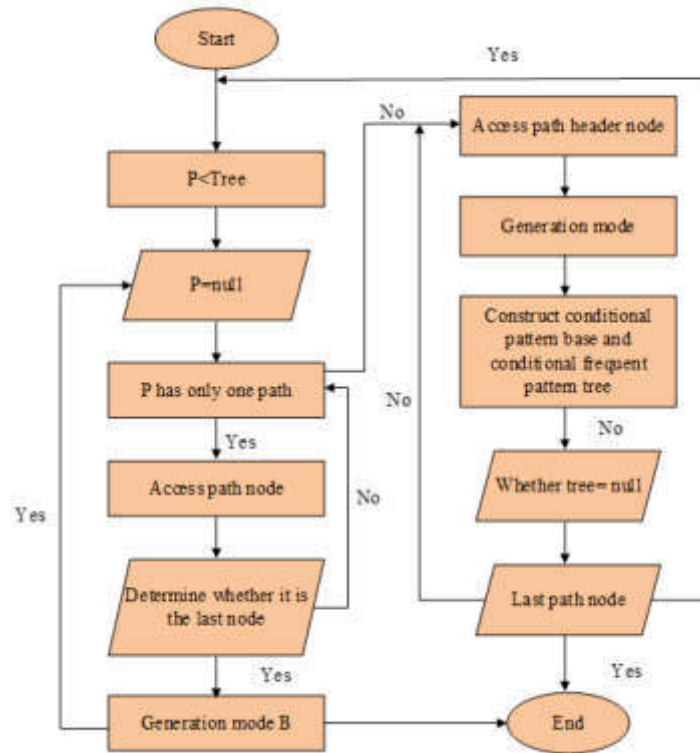 Start
Yes
No
Access path header node
P<Tree
Generation mode
P=null
Construct conditional
pattern base and
conditional frequent
pattern tree
P has only one path
No
No
Yes
Access path node
Whether tree= null
No
Yes
Determine whether it is
the last node
Last path node
Yes
Yes
Generation mode B
End